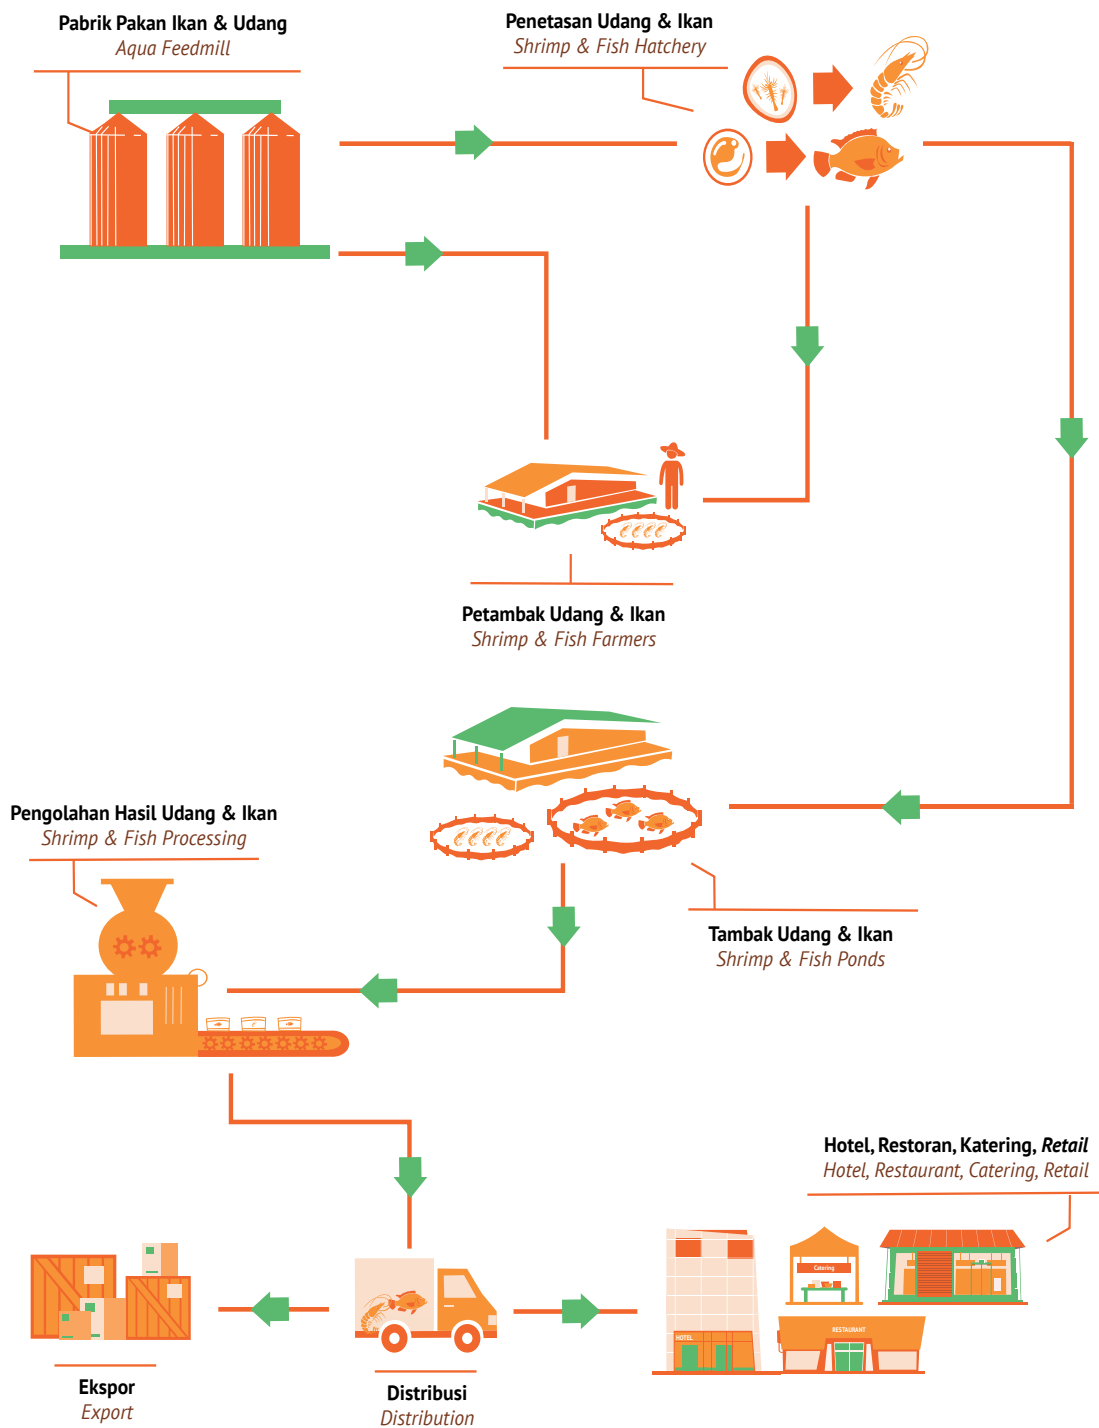 Pabrik Pakan Ikan & Udang
Aqua Feedmill
Penetasan Udang & Ikan
Shrimp & Fish Hatchery
Petambak Udang & Ikan
Shrimp & Fish Farmers
Pengolahan Hasil Udang & Ikan
Shrimp & Fish Processing
Tambak Udang & Ikan
Shrimp & Fish Ponds
Hotel, Restoran, Katering, Retail
Hotel, Restaurant, Catering, Retail
Catering
HOTEL
RESTAURANT
Ekspor
Export
Distribusi
Distribution